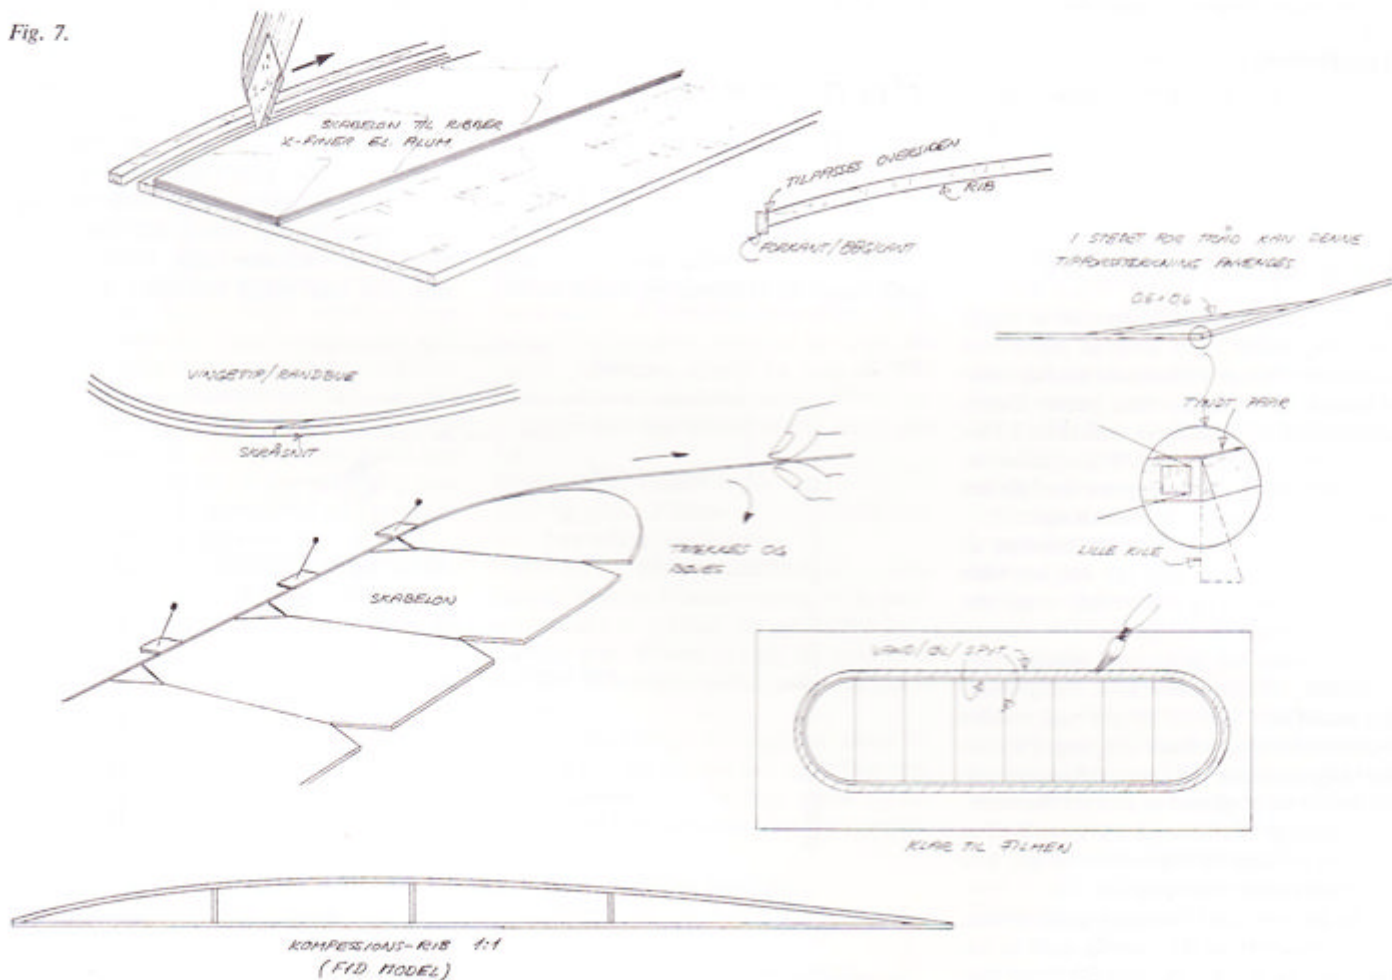 Fig. 7.
SKABELON TIL RIBBER
X-FINER EL. ALUM.
TILPASSES OVERSIDEN
RIB
FORKANT/BAGKANT
I STEDET FOR TRÅD KAN DENNE
TIPFORSTÆRKNING ANVENDES
0,6 × 0,6
VINGETIP/RANDBUE
SKRÅSNIT
TYNDT PAPIR
LILLE KILE
TRÆKKES OG
BØJES
SKABELON
VAND/ØL/SPYT
KLAR TIL FILMEN
KOMPESSIONS-RIB 1:1
(F1D MODEL)